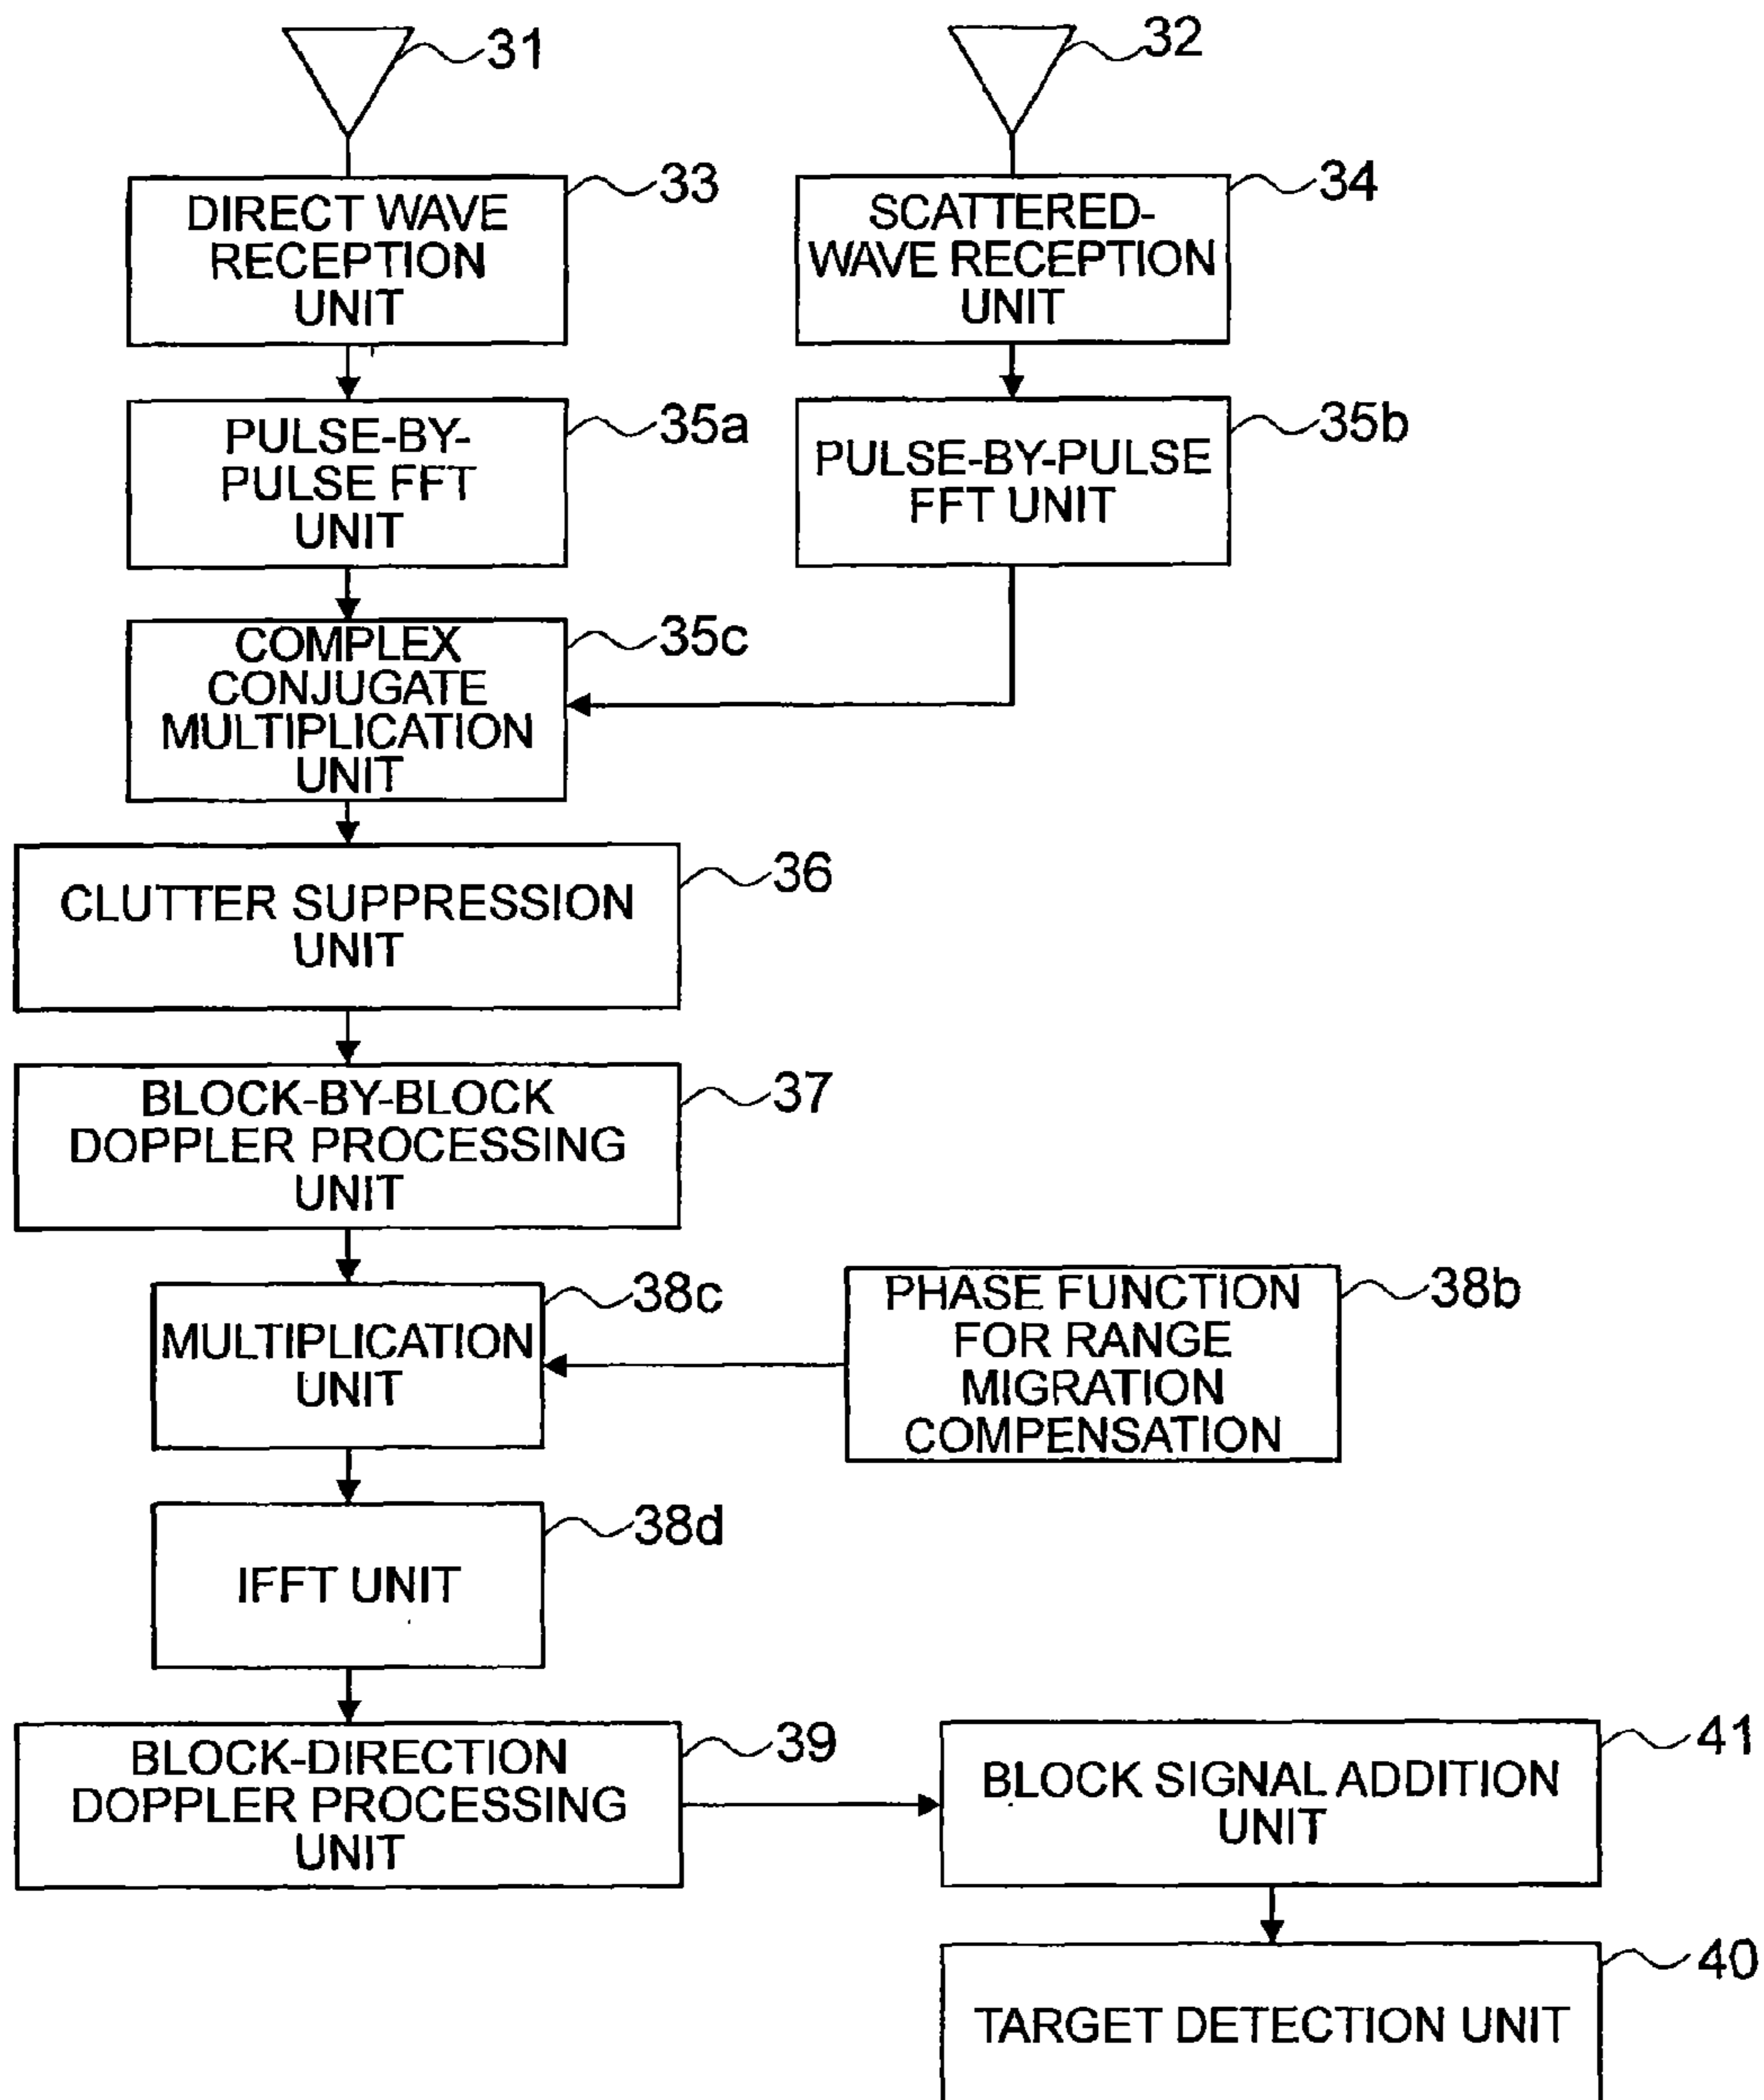 31
32
DIRECT WAVE
RECEPTION
UNIT
33
SCATTERED-
WAVE RECEPTION
UNIT
34
PULSE-BY-
PULSE FFT
UNIT
35a
PULSE-BY-PULSE
FFT UNIT
35b
COMPLEX
CONJUGATE
MULTIPLICATION
UNIT
35c
CLUTTER SUPPRESSION
UNIT
36
BLOCK-BY-BLOCK
DOPPLER PROCESSING
UNIT
37
MULTIPLICATION
UNIT
38c
PHASE FUNCTION
FOR RANGE
MIGRATION
COMPENSATION
38b
IFFT UNIT
38d
BLOCK-DIRECTION
DOPPLER PROCESSING
UNIT
39
BLOCK SIGNAL ADDITION
UNIT
41
TARGET DETECTION UNIT
40